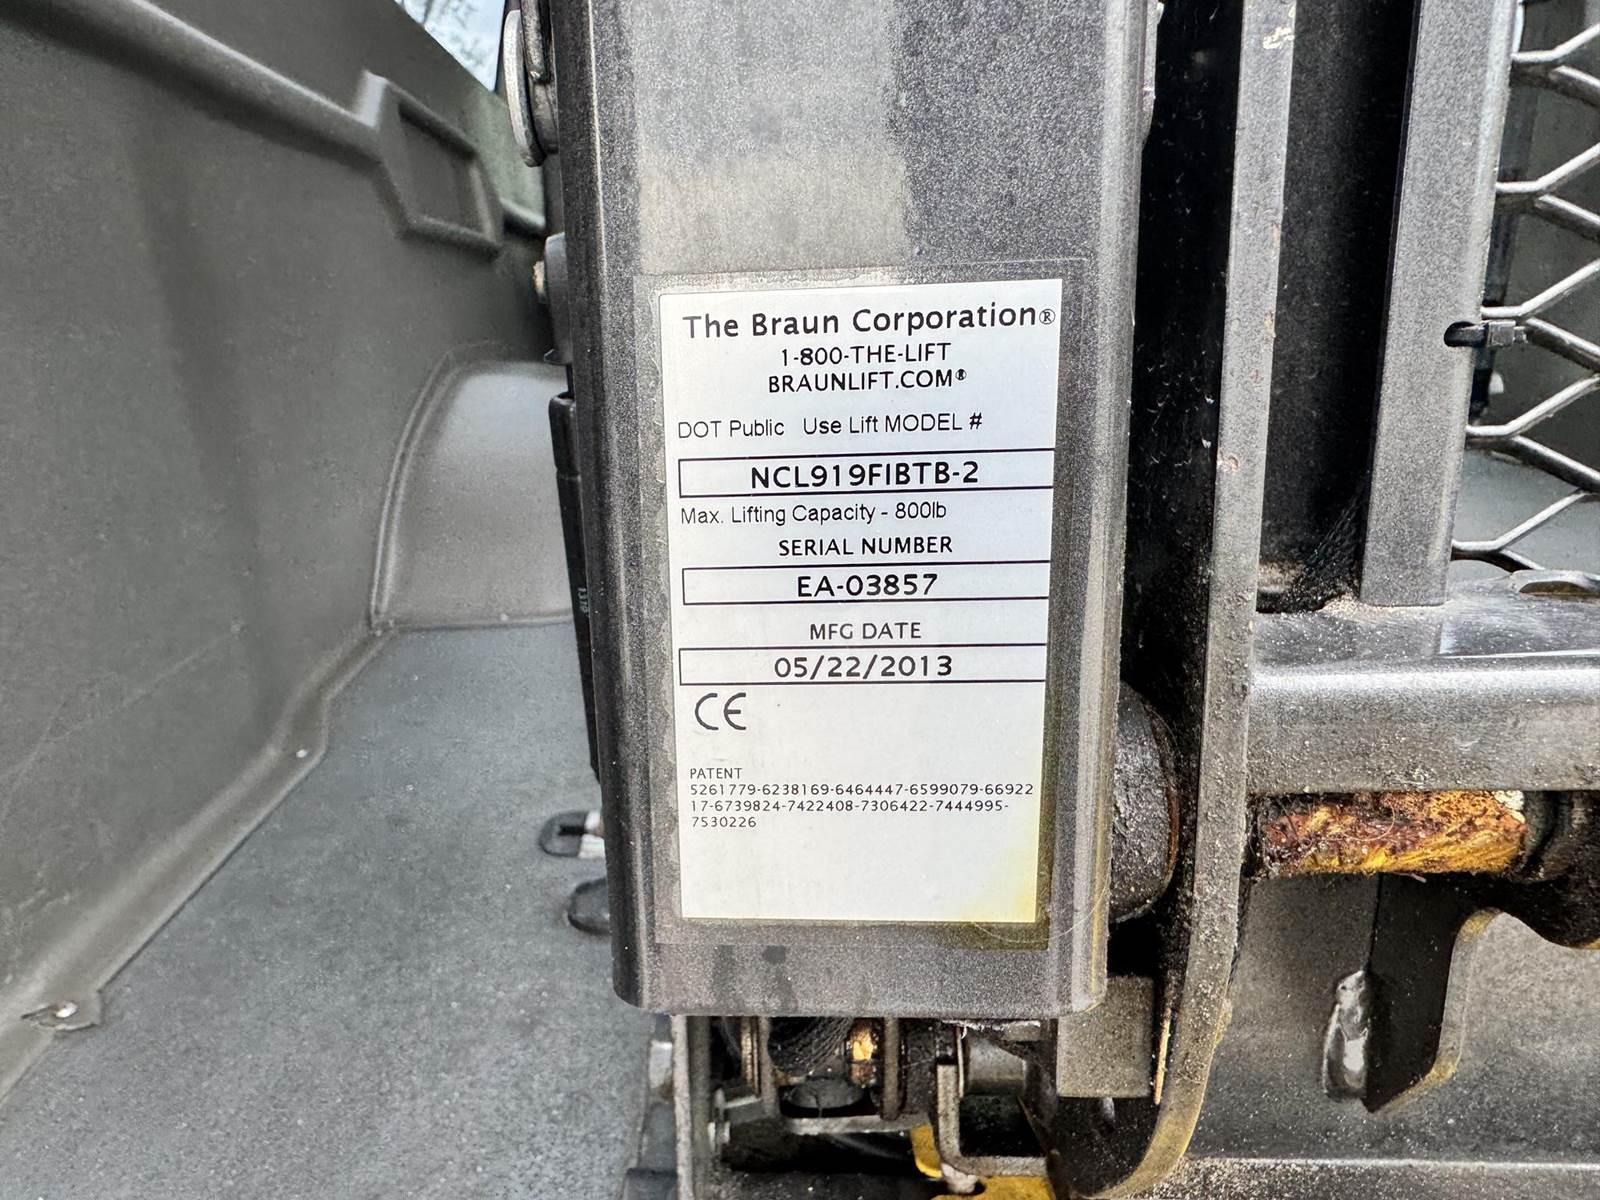 The Braun Corporation®
1-800-THE-LIFT
BRAUNLIFT.COM®
DOT Public Use Lift MODEL #
NCL919FIBTB-2
Max. Lifting Capacity - 800lb
SERIAL NUMBER
EA-03857
MFG DATE
05/22/2013
CE
PATENT
5261779-6238169-6464447-6599079-66922
17-6739824-7422408-7306422-7444995-
7530226